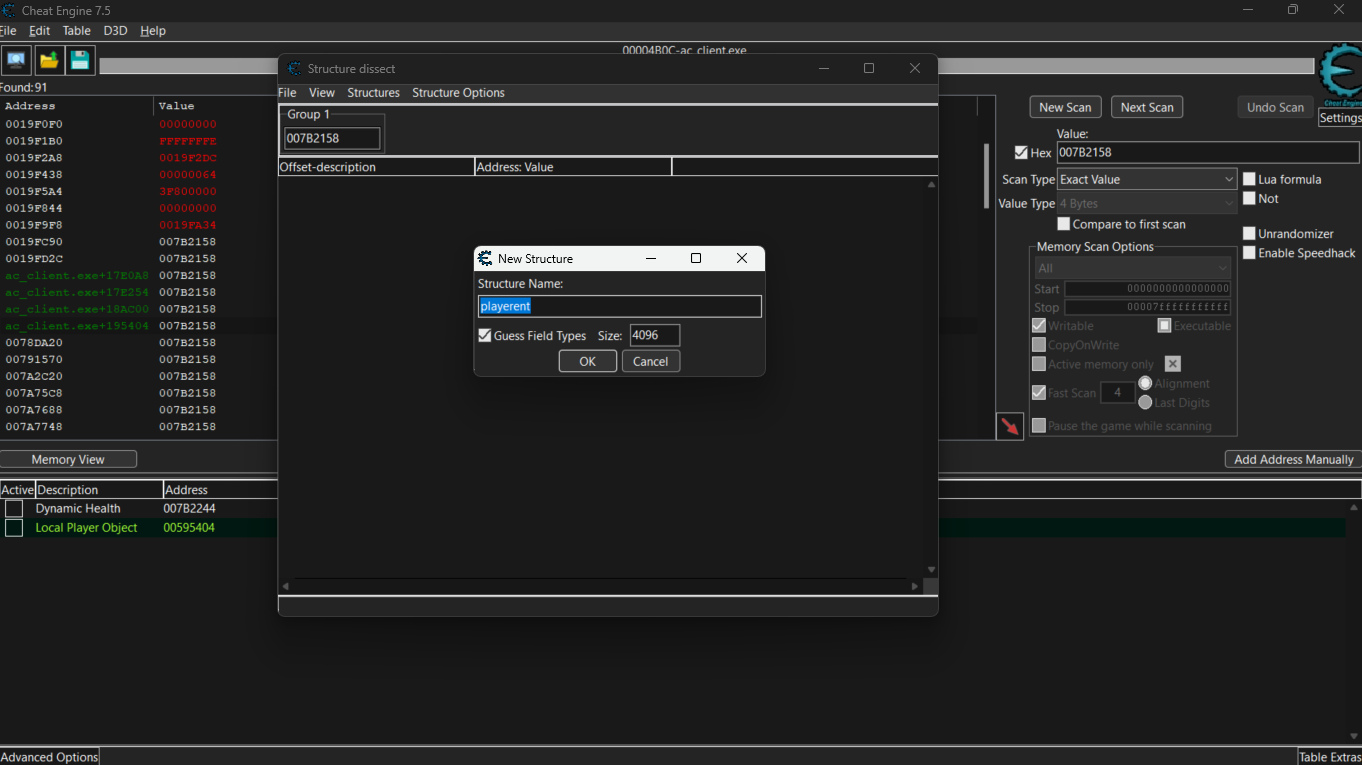 Cheat Engine 7.5
File Edit Table D3D Help
00004B0C-ac_client.exe
Found:91
Address Value
0019F0F0 00000000
0019F1B0 FFFFFFFE
0019F2A8 0019F2DC
0019F438 00000064
0019F5A4 3F800000
0019F844 00000000
0019F9F8 0019FA34
0019FC90 007B2158
0019FD2C 007B2158
ac_client.exe+17E0A8 007B2158
ac_client.exe+17E254 007B2158
ac_client.exe+18AC00 007B2158
ac_client.exe+195404 007B2158
0078DA20 007B2158
00791570 007B2158
007A2C20 007B2158
007A75C8 007B2158
007A7688 007B2158
007A7748 007B2158
Memory View
Structure dissect
File View Structures Structure Options
Group 1
007B2158
Offset-description Address: Value
New Structure
Structure Name:
playerent
Guess Field Types Size: 4096
OK Cancel
New Scan Next Scan Undo Scan
Cheat Engine
Settings
Value:
Hex 007B2158
Scan Type Exact Value
Lua formula
Value Type 4 Bytes
Not
Compare to first scan
Unrandomizer
Enable Speedhack
Memory Scan Options
All
Start 0000000000000000
Stop 00007fffffffffff
Writable Executable
CopyOnWrite
Active memory only
Fast Scan 4 Alignment
Last Digits
Pause the game while scanning
Add Address Manually
Active Description Address
Dynamic Health 007B2244
Local Player Object 00595404
Advanced Options
Table Extras